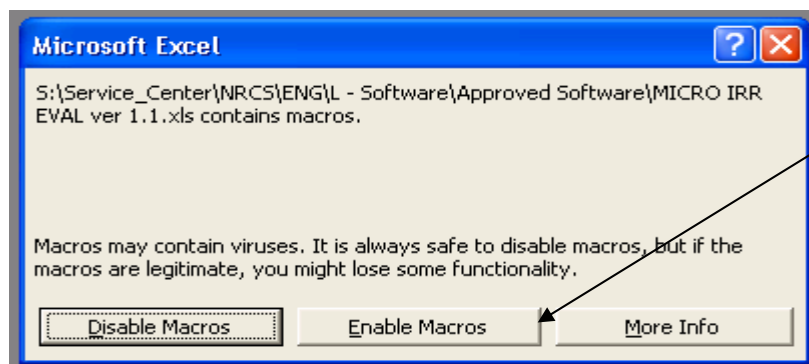 Microsoft Excel
S:\Service_Center\NRCS\ENG\L - Software\Approved Software\MICRO IRR
EVAL ver 1.1.xls contains macros.
Macros may contain viruses. It is always safe to disable macros, but if the
macros are legitimate, you might lose some functionality.
Disable Macros Enable Macros More Info